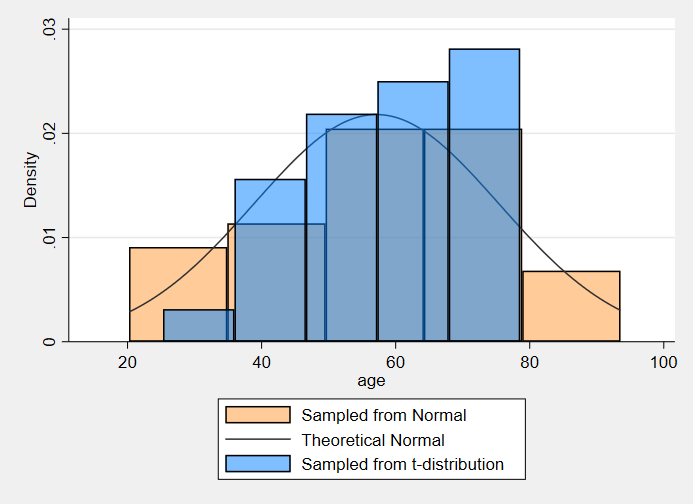 .03
.02
.01
0
Density
20 40 60 80 100
age
Sampled from Normal
Theoretical Normal
Sampled from t-distribution